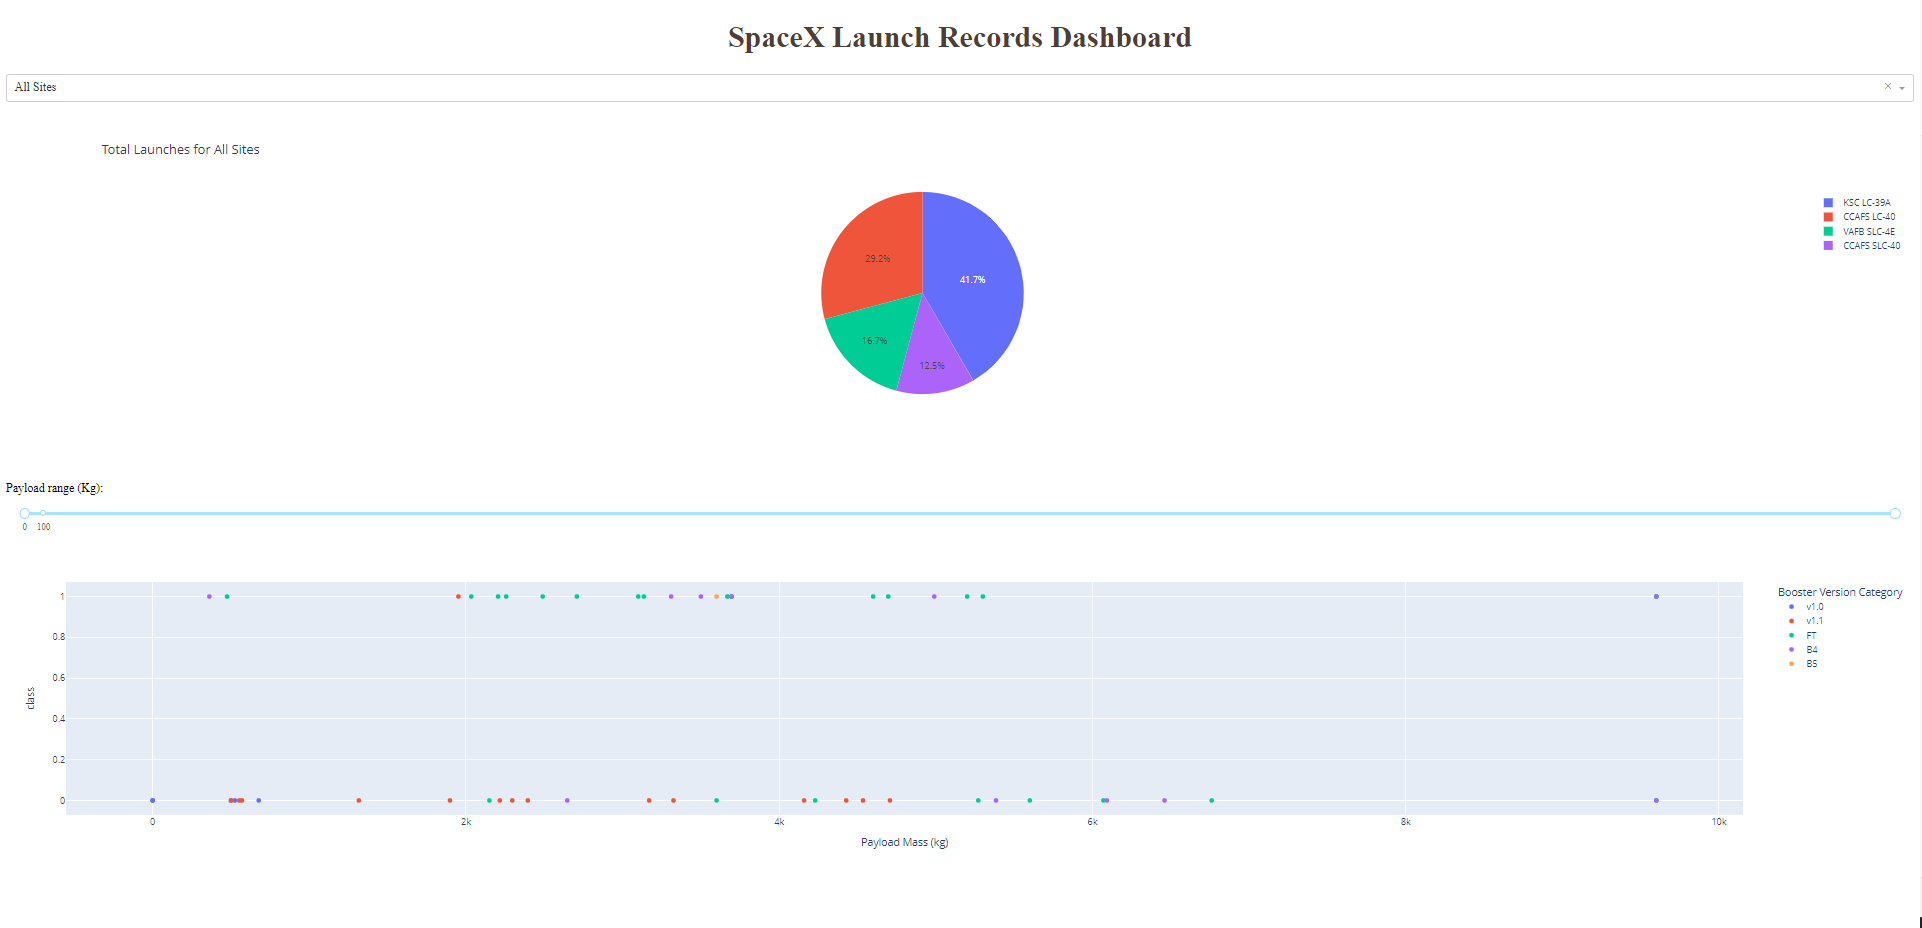 SpaceX Launch Records Dashboard
All Sites
Total Launches for All Sites
KSC LC-39A
CCAFS LC-40
VAFB SLC-4E
CCAFS SLC-40
29.2%
41.7%
16.7%
12.5%
Payload range (Kg):
0 100
Booster Version Category
v1.0
v1.1
FT
B4
B5
class
1
0.8
0.6
0.4
0.2
0
0 2k 4k 6k 8k 10k
Payload Mass (kg)